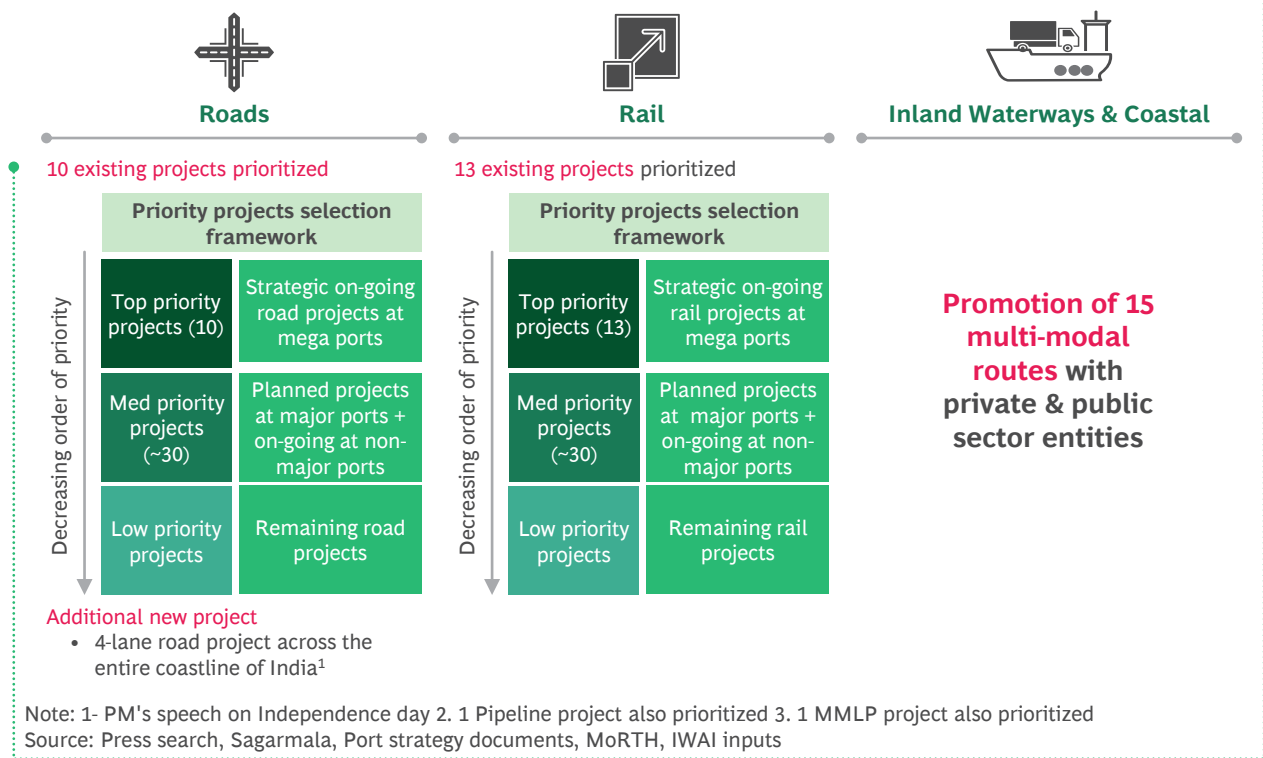 Roads
10 existing projects prioritized
Priority projects selection
framework
Decreasing order of priority
Top priority
projects (10)
Strategic on-going
road projects at
mega ports
Med priority
projects
(~30)
Planned projects
at major ports +
on-going at non-
major ports
Low priority
projects
Remaining road
projects
Additional new project
• 4-lane road project across the
entire coastline of India¹
Rail
13 existing projects prioritized
Priority projects selection
framework
Decreasing order of priority
Top priority
projects (13)
Strategic on-going
rail projects at
mega ports
Med priority
projects
(~30)
Planned projects
at major ports +
on-going at non-
major ports
Low priority
projects
Remaining rail
projects
Inland Waterways & Coastal
Promotion of 15
multi-modal
routes with
private & public
sector entities
Note: 1- PM's speech on Independence day 2. 1 Pipeline project also prioritized 3. 1 MMLP project also prioritized
Source: Press search, Sagarmala, Port strategy documents, MoRTH, IWAI inputs